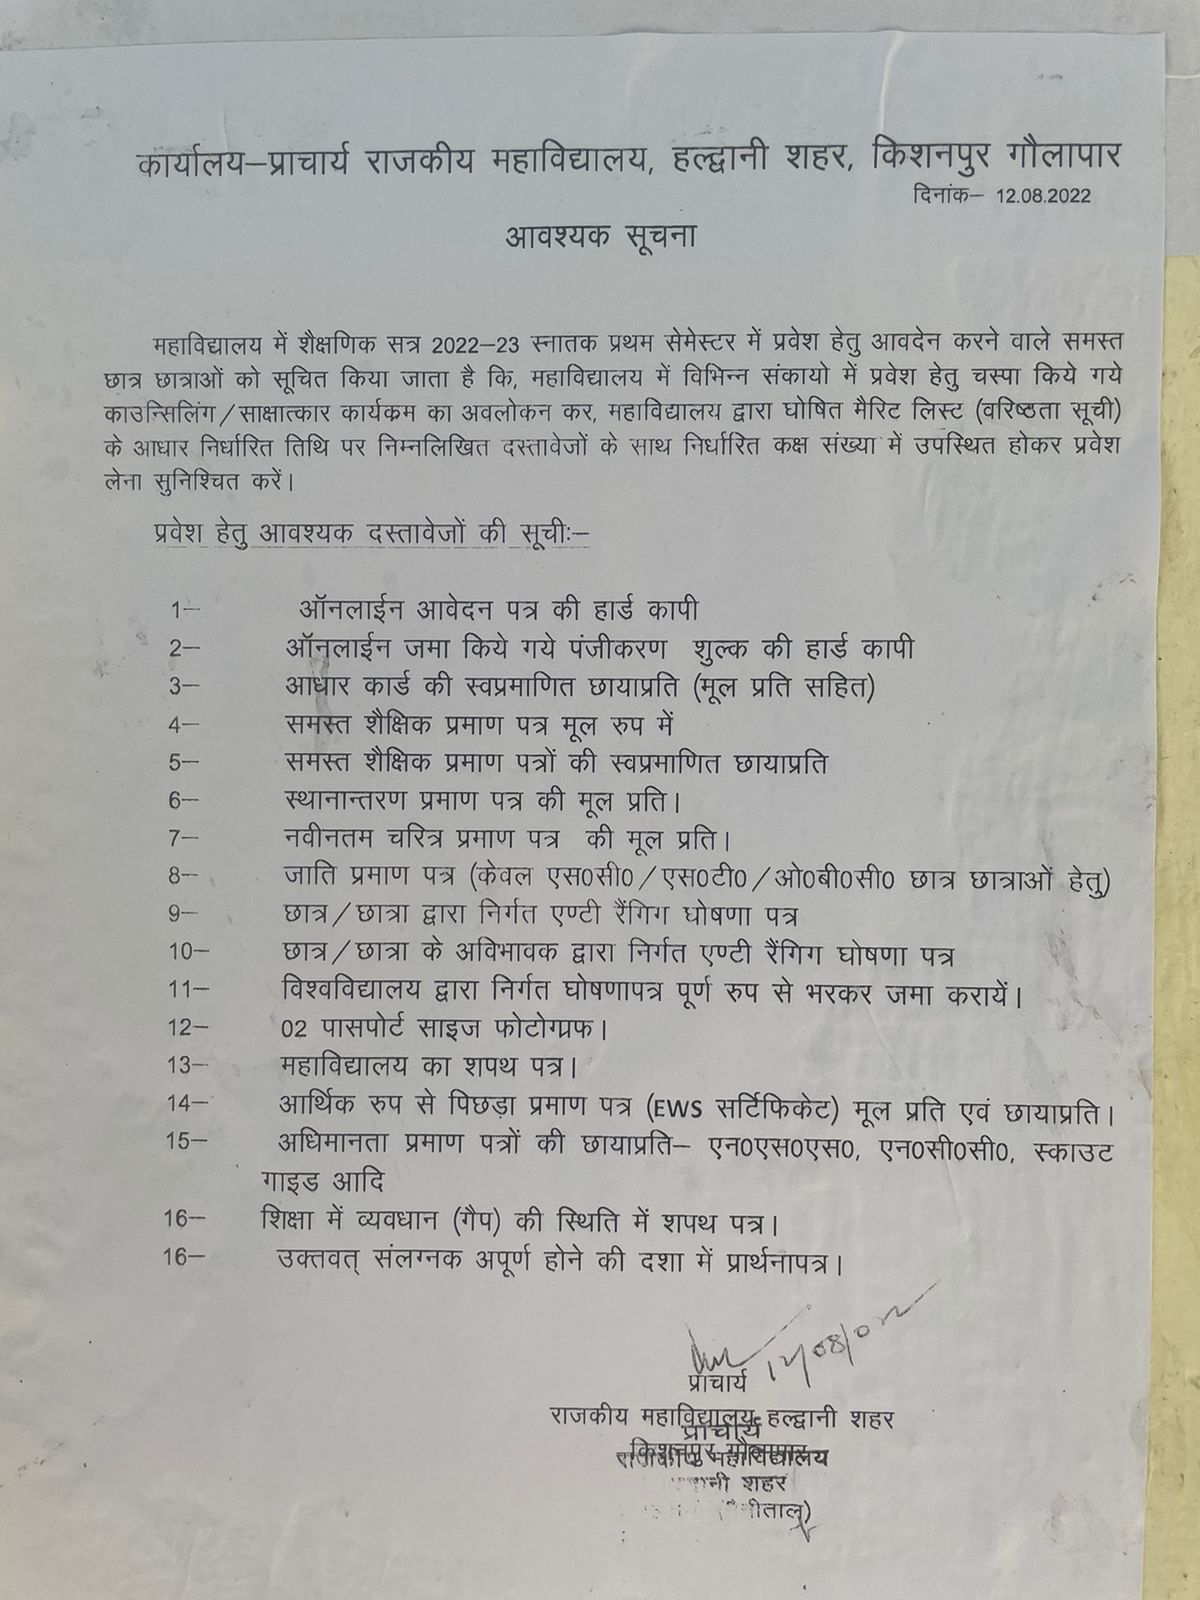 कार्यालय–प्राचार्य राजकीय महाविद्यालय, हल्द्वानी शहर, किशनपुर गौलापार
दिनांक– 12.08.2022
आवश्यक सूचना
महाविद्यालय में शैक्षणिक सत्र 2022–23 स्नातक प्रथम सेमेस्टर में प्रवेश हेतु आवदेन करने वाले समस्त
छात्र छात्राओं को सूचित किया जाता है कि, महाविद्यालय में विभिन्न संकायो में प्रवेश हेतु चस्पा किये गये
काउन्सिलिंग/साक्षात्कार कार्यकम का अवलोकन कर, महाविद्यालय द्वारा घोषित मैरिट लिस्ट (वरिष्ठता सूची)
के आधार निर्धारित तिथि पर निम्नलिखित दस्तावेजों के साथ निर्धारित कक्ष संख्या में उपस्थित होकर प्रवेश
लेना सुनिश्चित करें।
प्रवेश हेतु आवश्यक दस्तावेजों की सूचीः–
1– ऑनलाईन आवेदन पत्र की हार्ड कापी
2– ऑनलाईन जमा किये गये पंजीकरण शुल्क की हार्ड कापी
3– आधार कार्ड की स्वप्रमाणित छायाप्रति (मूल प्रति सहित)
4– समस्त शैक्षिक प्रमाण पत्र मूल रुप में
5– समस्त शैक्षिक प्रमाण पत्रों की स्वप्रमाणित छायाप्रति
6– स्थानान्तरण प्रमाण पत्र की मूल प्रति।
7– नवीनतम चरित्र प्रमाण पत्र की मूल प्रति।
8– जाति प्रमाण पत्र (केवल एस0सी0/एस0टी0/ओ0बी0सी0 छात्र छात्राओं हेतु)
9– छात्र/छात्रा द्वारा निर्गत एण्टी रैंगिग घोषणा पत्र
10– छात्र/छात्रा के अविभावक द्वारा निर्गत एण्टी रैंगिग घोषणा पत्र
11– विश्वविद्यालय द्वारा निर्गत घोषणापत्र पूर्ण रुप से भरकर जमा करायें।
12– 02 पासपोर्ट साइज फोटोग्राफ।
13– महाविद्यालय का शपथ पत्र।
14– आर्थिक रुप से पिछड़ा प्रमाण पत्र (EWS सर्टिफिकेट) मूल प्रति एवं छायाप्रति।
15– अधिमानता प्रमाण पत्रों की छायाप्रति– एन0एस0एस0, एन0सी0सी0, स्काउट
गाइड आदि
16– शिक्षा में व्यवधान (गैप) की स्थिति में शपथ पत्र।
16– उक्तवत् संलग्नक अपूर्ण होने की दशा में प्रार्थनापत्र।
प्राचार्य
राजकीय महाविद्यालय हल्द्वानी शहर
प्राचार्य
किशनपुर गौलापार
राजकीय महाविद्यालय
शहर